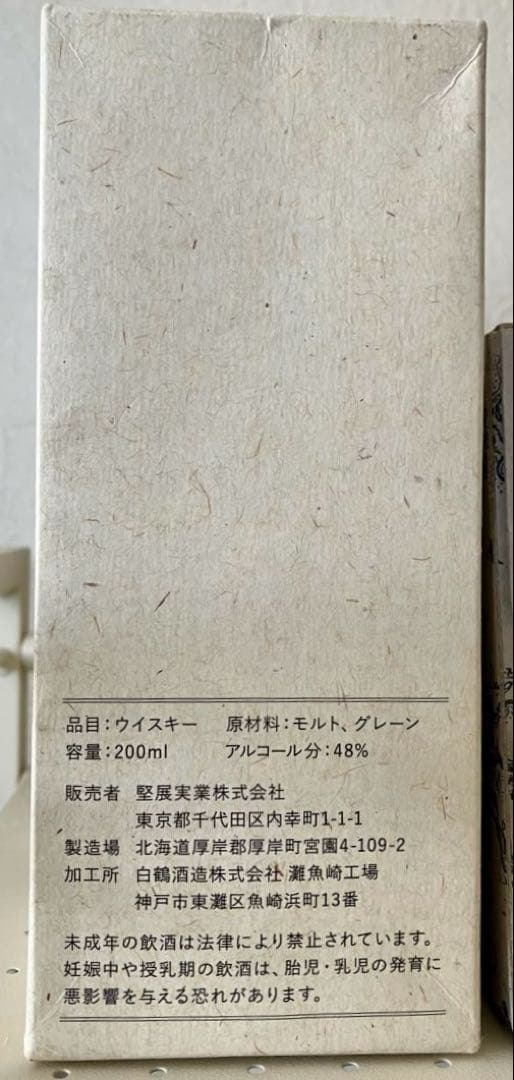 品目：ウイスキー　原材料：モルト、グレーン
容量：200ml　アルコール分：48%
販売者　堅展実業株式会社
東京都千代田区内幸町1-1-1
製造場　北海道厚岸郡厚岸町宮園4-109-2
加工所　白鶴酒造株式会社 灘魚崎工場
神戸市東灘区魚崎浜町13番
未成年の飲酒は法律により禁止されています。
妊娠中や授乳期の飲酒は、胎児・乳児の発育に
悪影響を与える恐れがあります。